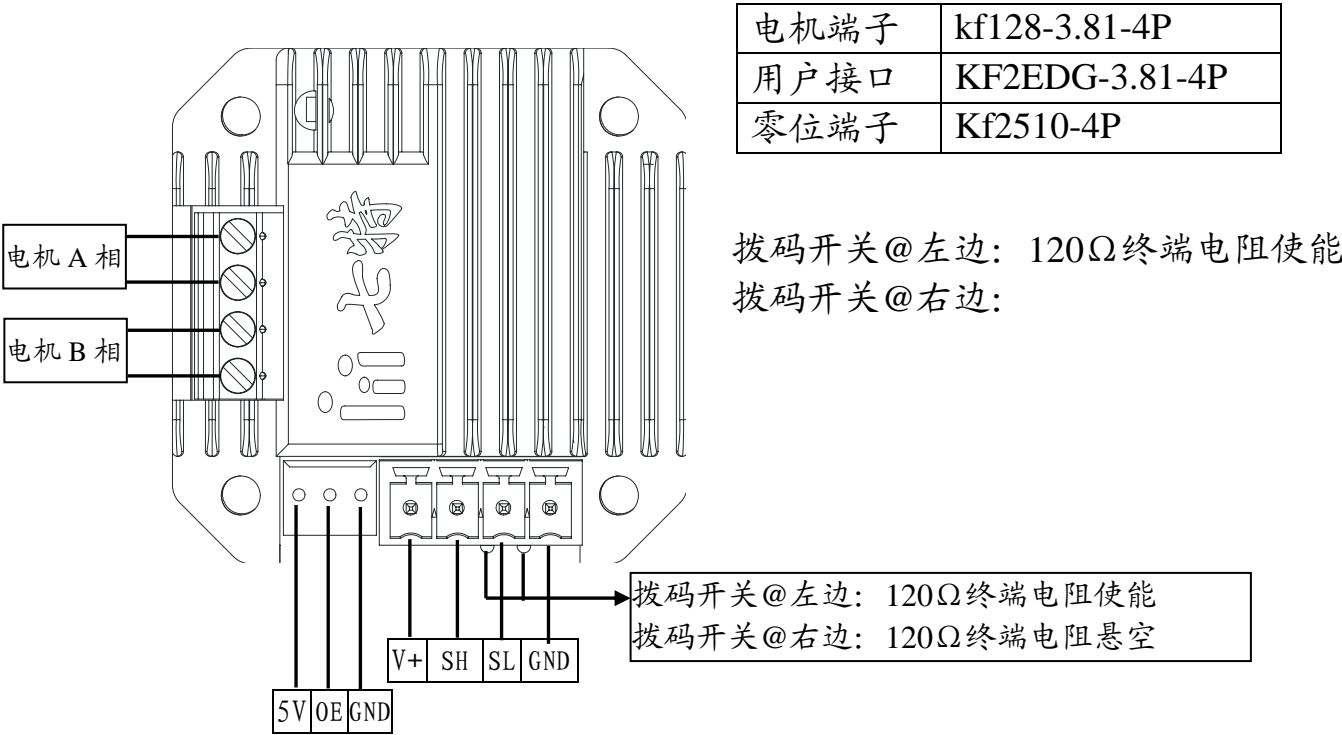 电机端子 kf128-3.81-4P
用户接口 KF2EDG-3.81-4P
零位端子 Kf2510-4P
拨码开关@左边：120Ω终端电阻使能
拨码开关@右边：
电机 A 相
电机 B 相
七特
拨码开关@左边：120Ω终端电阻使能
拨码开关@右边：120Ω终端电阻悬空
V+ SH SL GND
5V OE GND